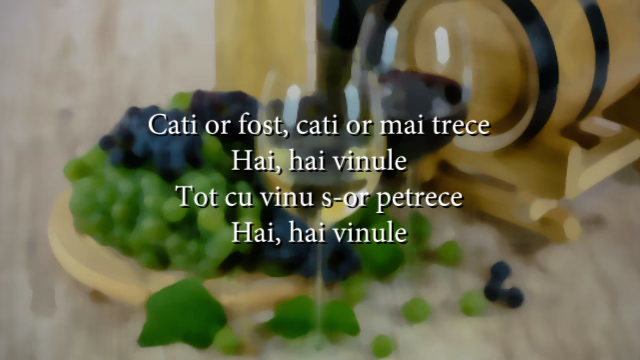 Cati or fost, cati or mai trece
Hai, hai vinule
Tot cu vinu s-or petrece
Hai, hai vinule